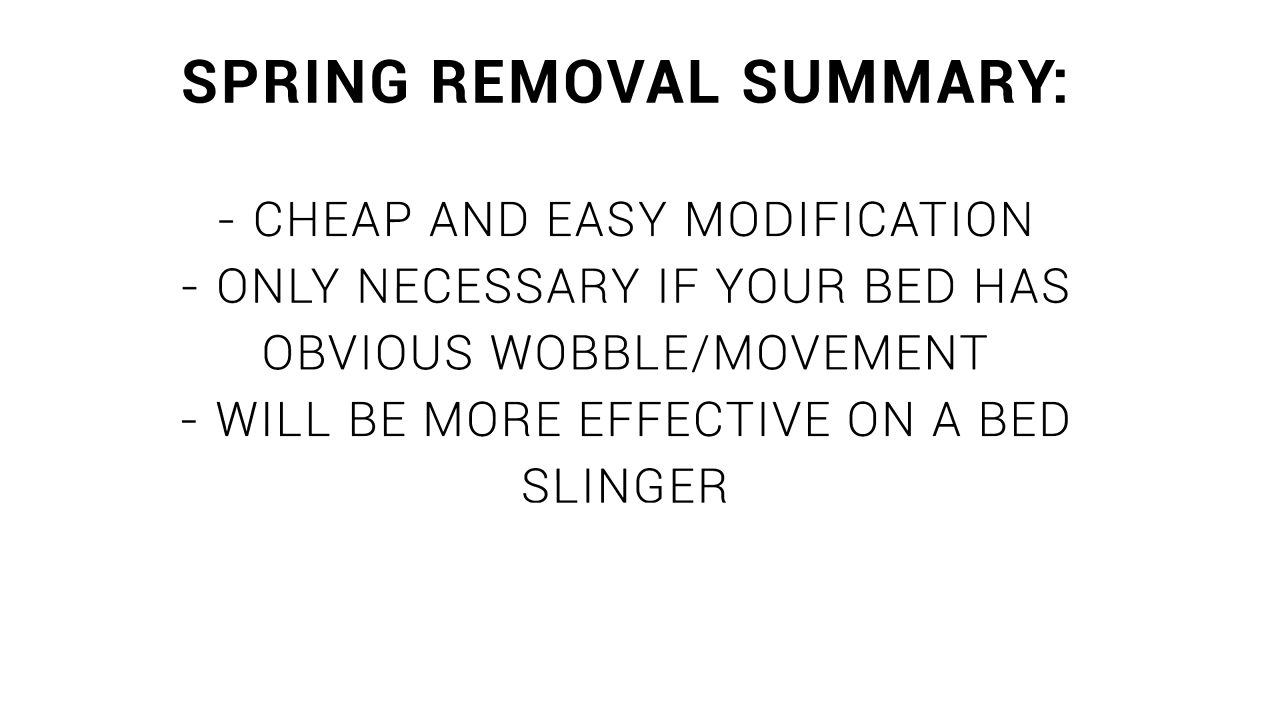 SPRING REMOVAL SUMMARY:
- CHEAP AND EASY MODIFICATION
- ONLY NECESSARY IF YOUR BED HAS
OBVIOUS WOBBLE/MOVEMENT
- WILL BE MORE EFFECTIVE ON A BED
SLINGER